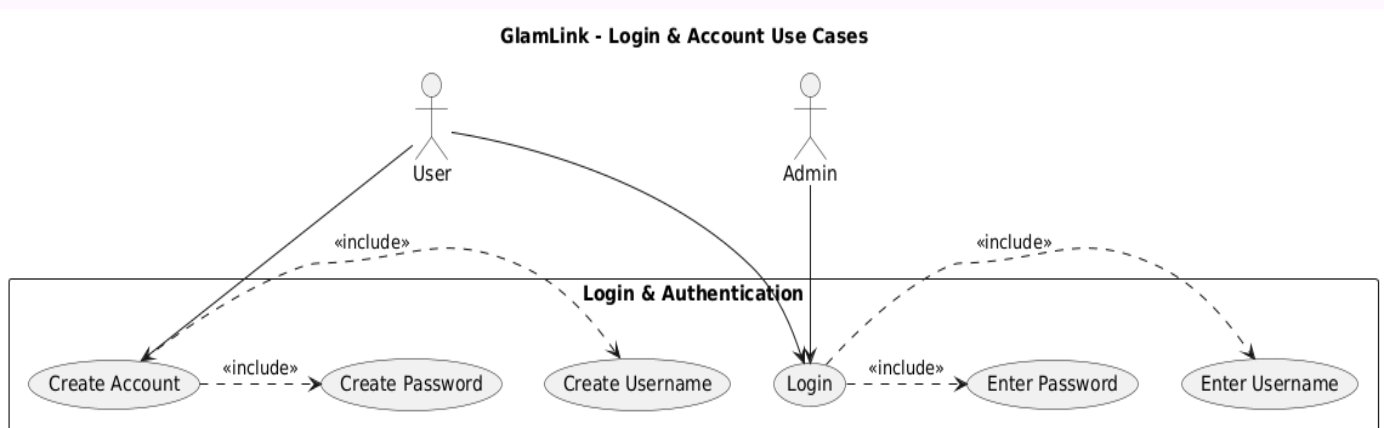 GlamLink - Login & Account Use Cases
User
Admin
«include»
«include»
Login & Authentication
Create Account
«include»
Create Password
Create Username
Login
«include»
Enter Password
Enter Username